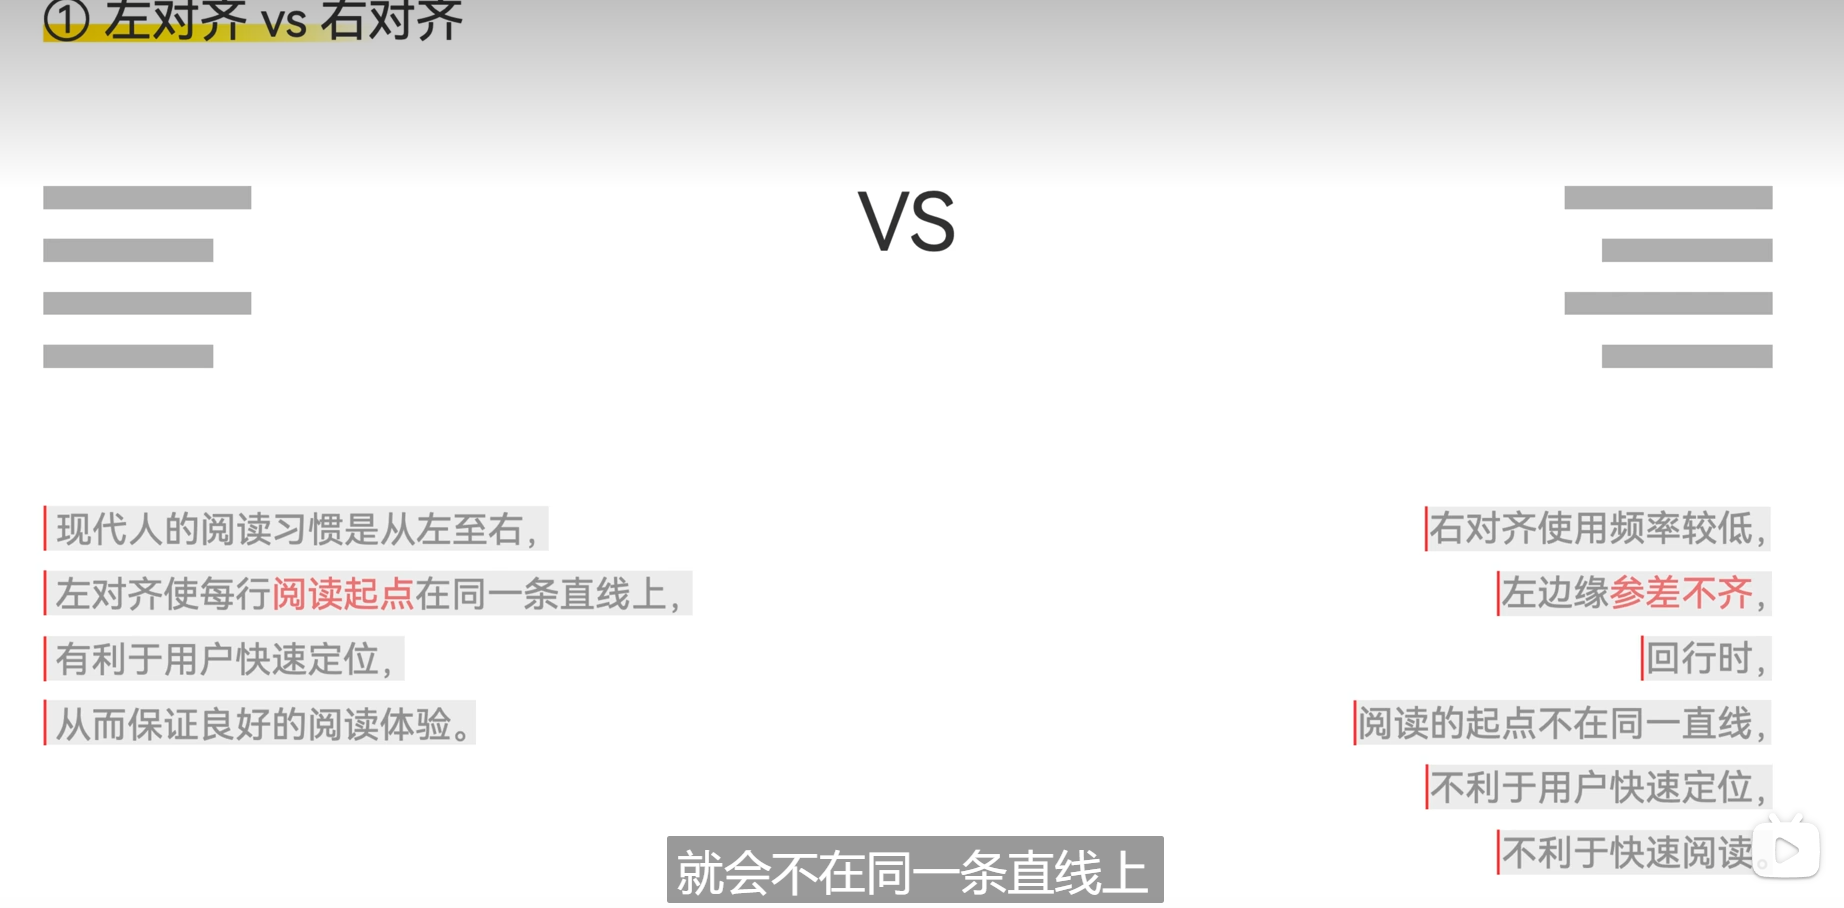 ① 左对齐 vs 右对齐
VS
现代人的阅读习惯是从左至右，
左对齐使每行阅读起点在同一条直线上，
有利于用户快速定位，
从而保证良好的阅读体验。
右对齐使用频率较低，
左边缘参差不齐，
回行时，
阅读的起点不在同一直线，
不利于用户快速定位，
不利于快速阅读。
就会不在同一条直线上